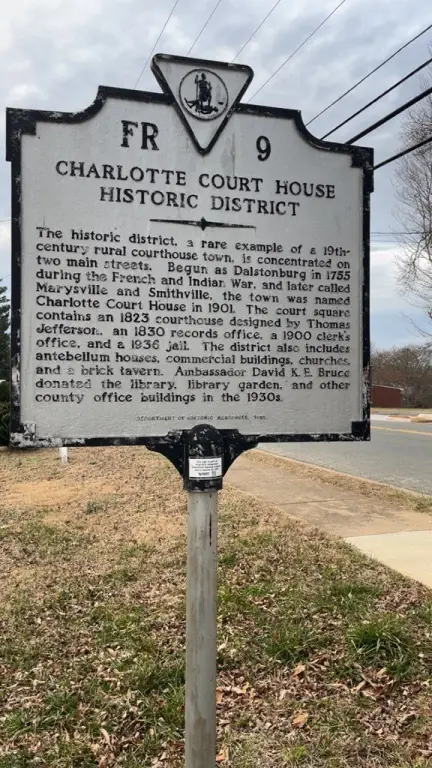 FR 9
CHARLOTTE COURT HOUSE
HISTORIC DISTRICT
The historic district, a rare example of a 19th-
century rural courthouse town, is concentrated on
two main streets. Begun as Dalstonburg in 1755
during the French and Indian War, and later called
Marysville and Smithville, the town was named
Charlotte Court House in 1901. The court square
contains an 1823 courthouse designed by Thomas
Jefferson, an 1830 records office, a 1900 clerk's
office, and a 1936 jail. The district also includes
antebellum houses, commercial buildings, churches,
and a brick tavern. Ambassador David K. E. Bruce
donated the library, library garden, and other
county office buildings in the 1930s.
DEPARTMENT OF HISTORIC RESOURCES,